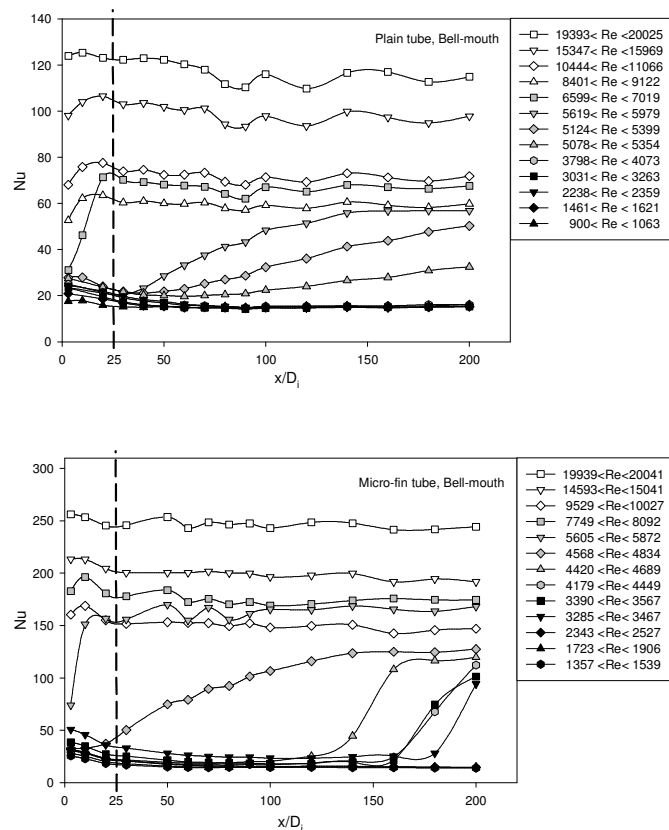 Plain tube, Bell-mouth
140
120
100
80
60
40
20
0
Nu
0
25
50
100
150
200
x/Di
19393< Re <20025
15347< Re <15969
10444< Re<11066
8401< Re < 9122
6599< Re < 7019
5619< Re < 5979
5124 < Re < 5399
5078 < Re < 5354
3798 < Re < 4073
3031 < Re < 3263
2238 < Re < 2359
1461 < Re < 1621
900 < Re < 1063
Micro-fin tube, Bell-mouth
300
250
200
150
100
50
0
Nu
0
25
50
100
150
200
x/Di
19939<Re<20041
14593<Re<15041
9529 <Re<10027
7749 <Re< 8092
5605 <Re< 5872
4568 <Re< 4834
4420 <Re< 4689
4179 <Re< 4449
3390 <Re< 3567
3285 <Re< 3467
2343 <Re< 2527
1723 <Re< 1906
1357 <Re< 1539